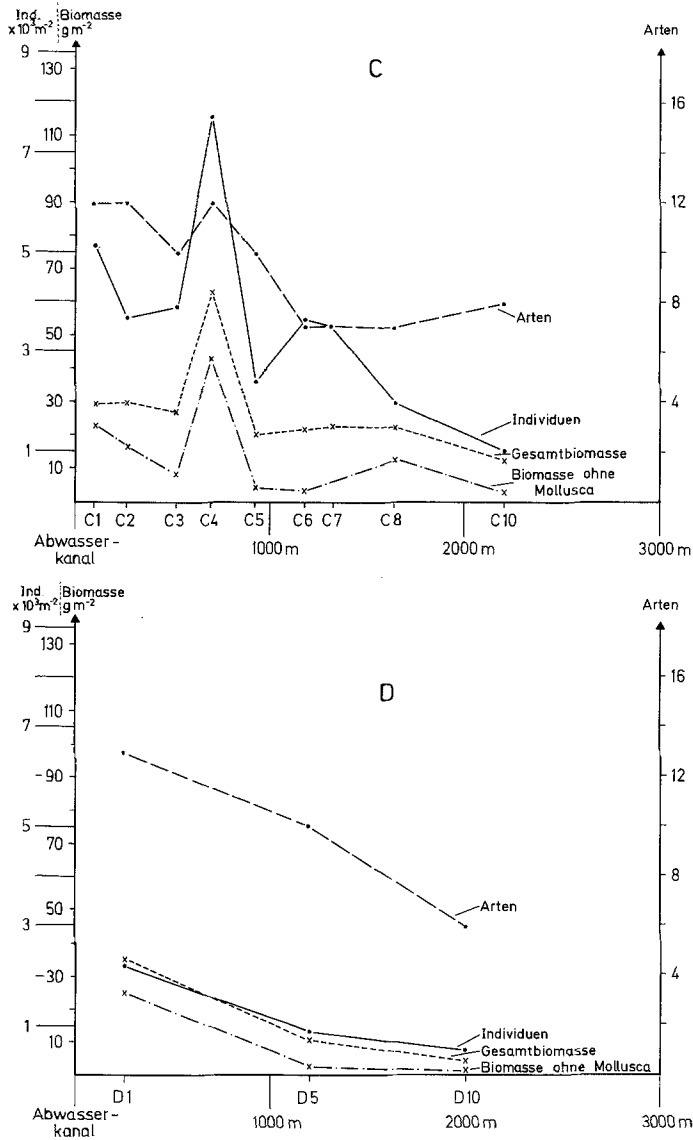 Ind. Biomasse
x10³m⁻² g m⁻²
Arten
C
9
130
16
110
7
90
12
5
70
8
50
3
30
4
1
10
Arten
Individuen
Gesamtbiomasse
Biomasse ohne
Mollusca
C1 C2 C3 C4 C5 C6 C7 C8 C10
Abwasser-
kanal
1000 m 2000 m 3000 m
Ind. Biomasse
x10³m⁻² g m⁻²
Arten
D
9
130
16
110
7
90
12
5
70
8
50
3
30
4
1
10
Arten
Individuen
Gesamtbiomasse
Biomasse ohne Mollusca
D1 D5 D10
Abwasser-
kanal
1000 m 2000 m 3000 m